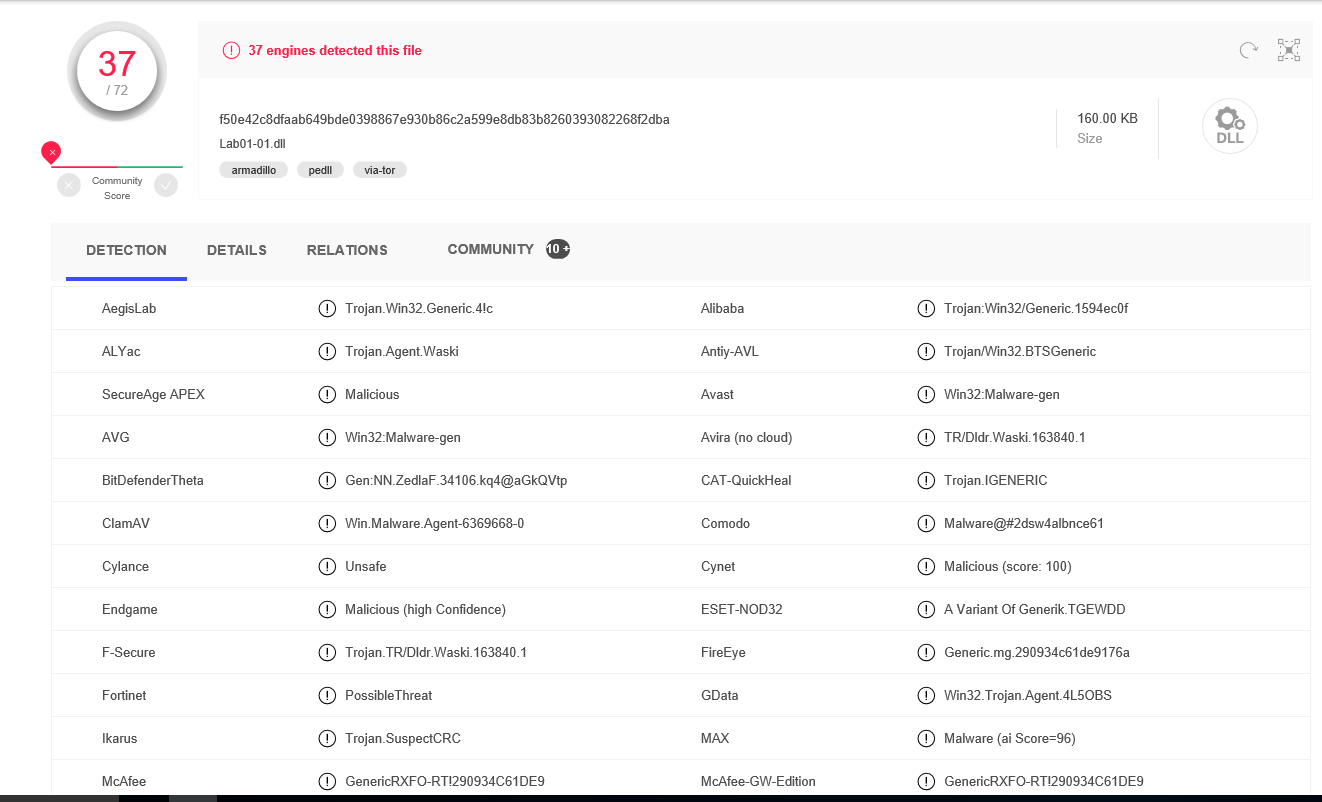 37
/ 72
37 engines detected this file
f50e42c8dfaab649bde0398867e930b86c2a599e8db83b8260393082268f2dba
Lab01-01.dll
armadillo pedll via-tor
160.00 KB
Size
DLL
Community
Score
DETECTION DETAILS RELATIONS COMMUNITY 10 +
AegisLab Trojan.Win32.Generic.4!c Alibaba Trojan:Win32/Generic.1594ec0f
ALYac Trojan.Agent.Waski Antiy-AVL Trojan/Win32.BTSGeneric
SecureAge APEX Malicious Avast Win32:Malware-gen
AVG Win32:Malware-gen Avira (no cloud) TR/Dldr.Waski.163840.1
BitDefenderTheta Gen:NN.ZedlaF.34106.kq4@aGkQVtp CAT-QuickHeal Trojan.IGENERIC
ClamAV Win.Malware.Agent-6369668-0 Comodo Malware@#2dsw4albnce61
Cylance Unsafe Cynet Malicious (score: 100)
Endgame Malicious (high Confidence) ESET-NOD32 A Variant Of Generik.TGEWDD
F-Secure Trojan.TR/Dldr.Waski.163840.1 FireEye Generic.mg.290934c61de9176a
Fortinet PossibleThreat GData Win32.Trojan.Agent.4L5OBS
Ikarus Trojan.SuspectCRC MAX Malware (ai Score=96)
McAfee GenericRXFO-RT!290934C61DE9 McAfee-GW-Edition GenericRXFO-RT!290934C61DE9